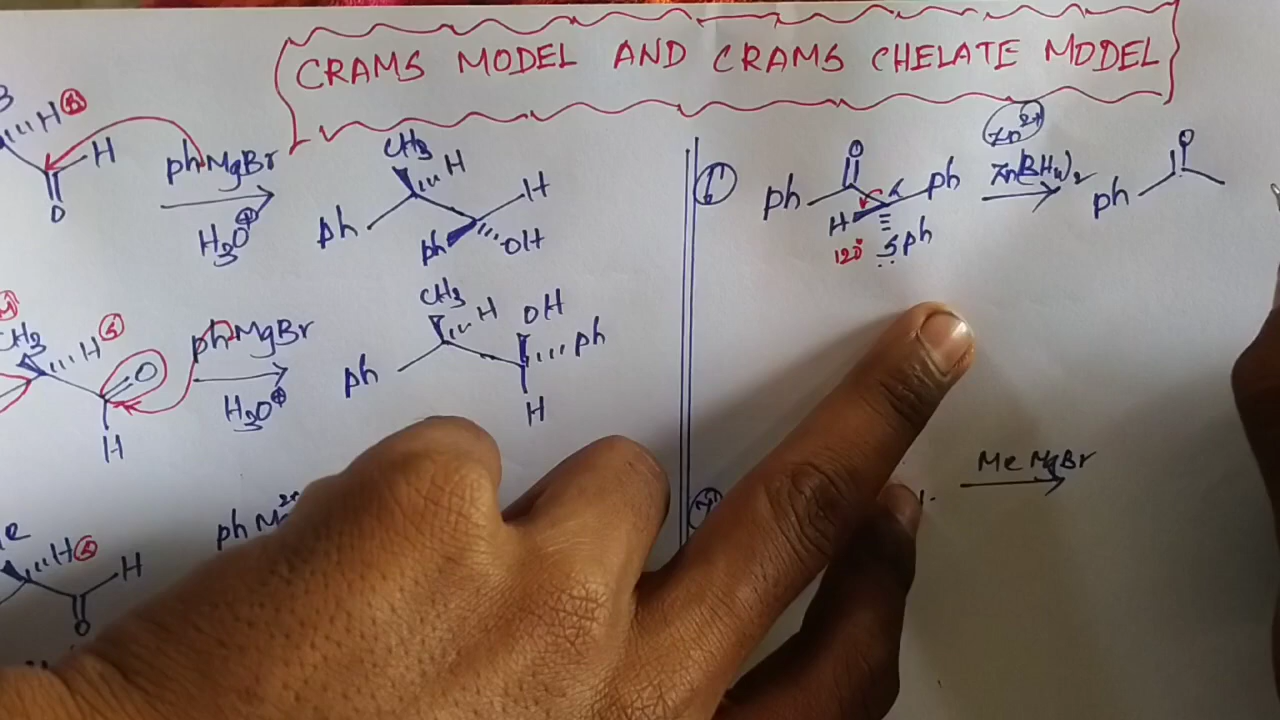 CRAMS MODEL AND CRAMS CHELATE MODEL
H S
H
O
phMgBr
H3O⊕
CH3
H
H
Ph
Ph
OH
CH3
H S
O
H
phMgBr
H3O⊕
CH3
H
OH
Ph
Ph
H
H S
H
O
1
O
Ph
Ph
H
120°
SPh
α
Zn2+
Zn(BH4)2
O
Ph
MeMgBr